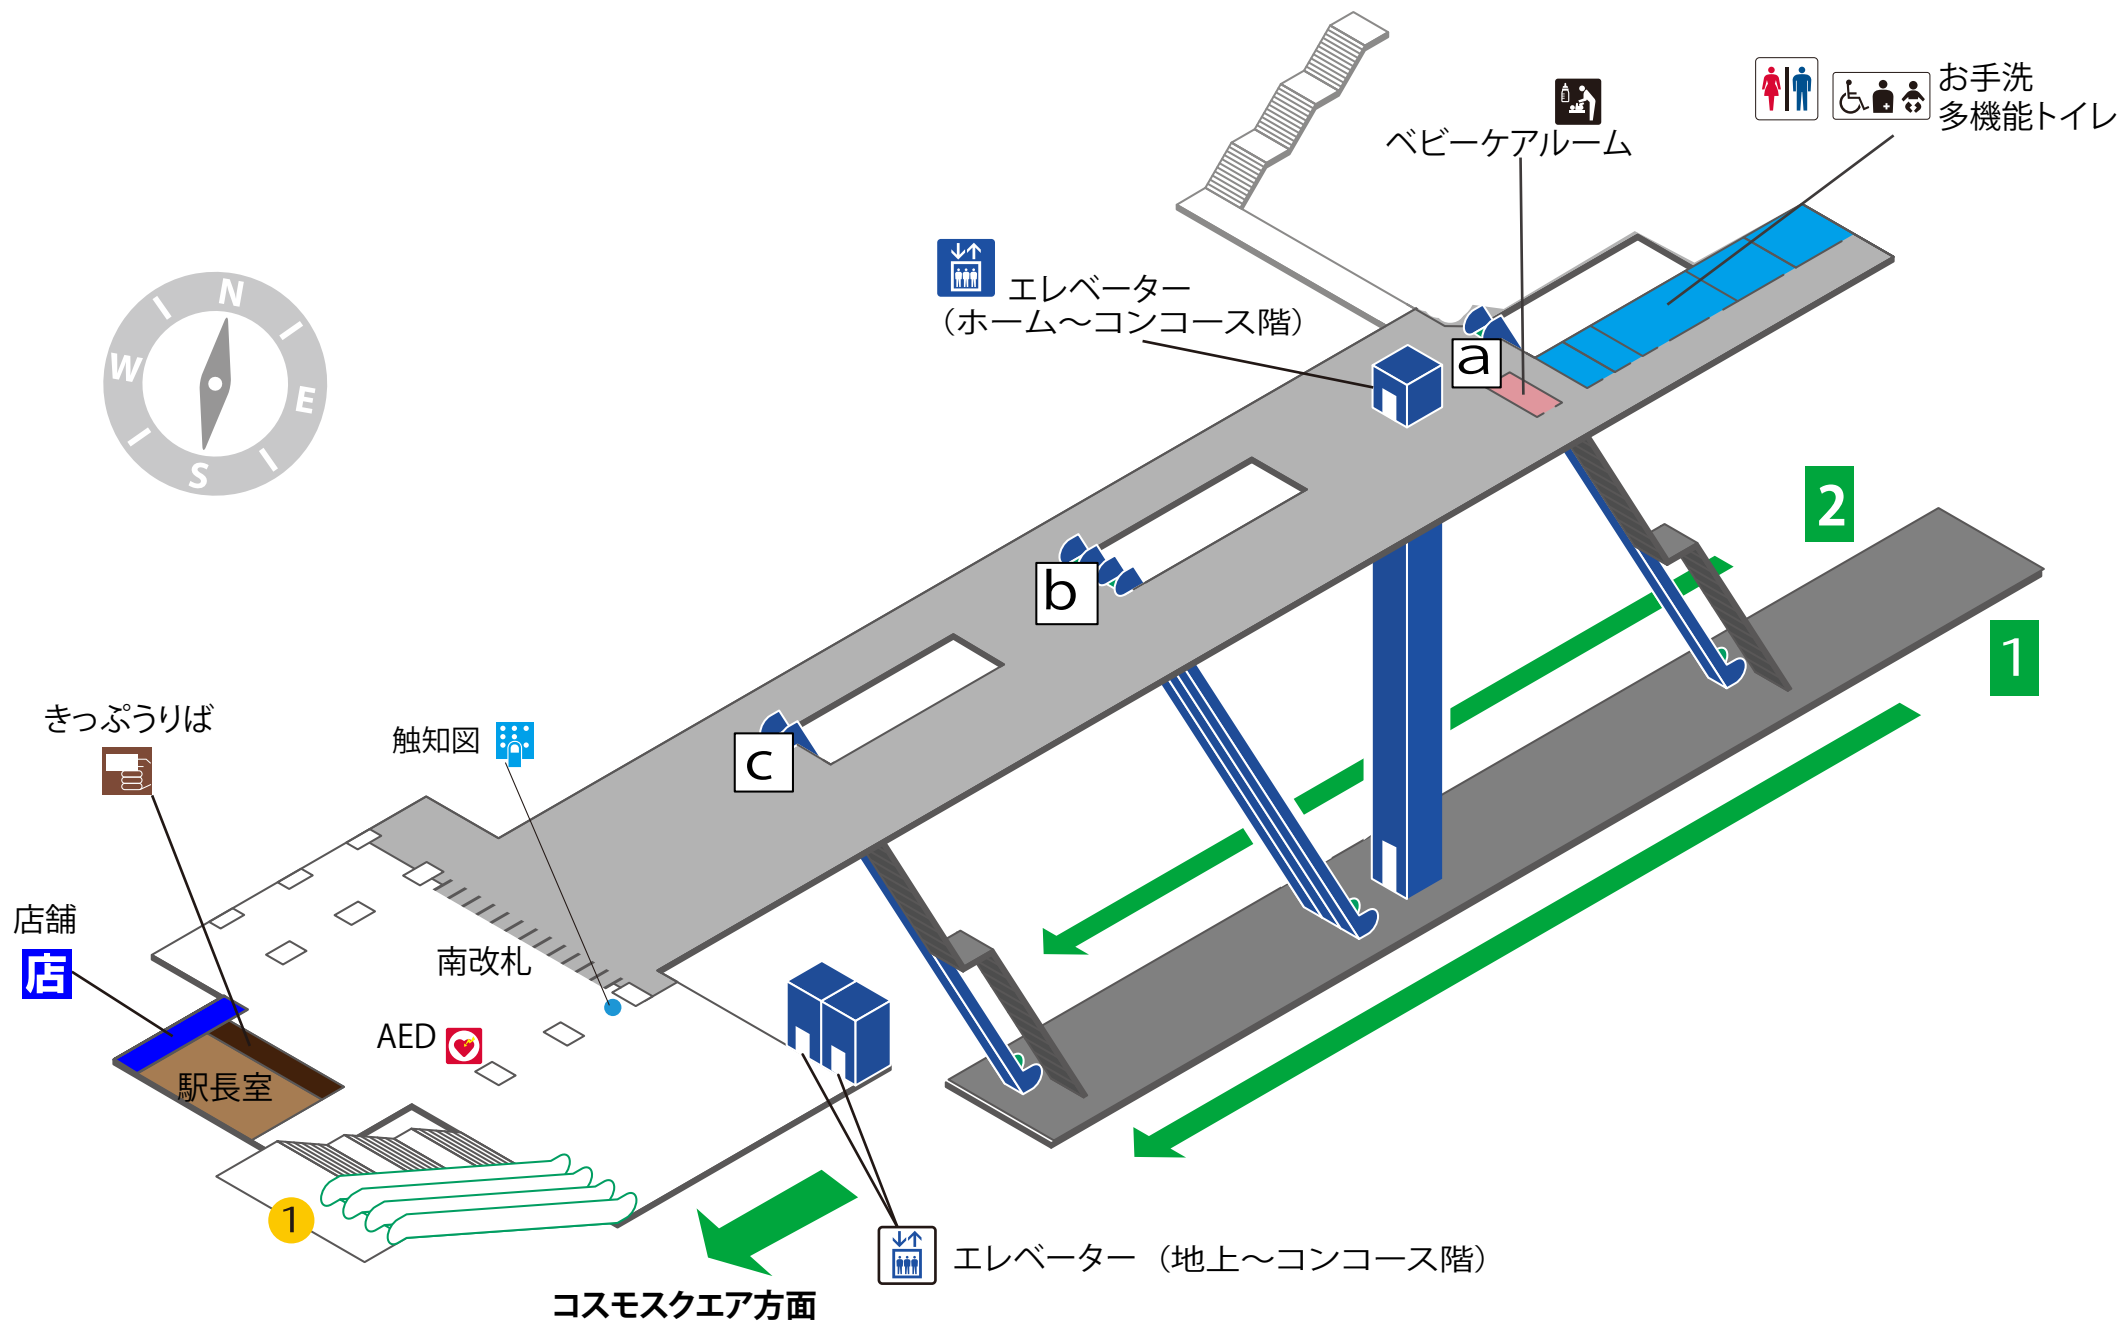 お手洗
多機能トイレ
ベビーケアルーム
エレベーター
（ホーム～コンコース階）
N
E
S
W
a
b
c
2
1
きっぷうりば
触知図
店舗
店
南改札
AED
駅長室
1
エレベーター（地上～コンコース階）
コスモスクエア方面